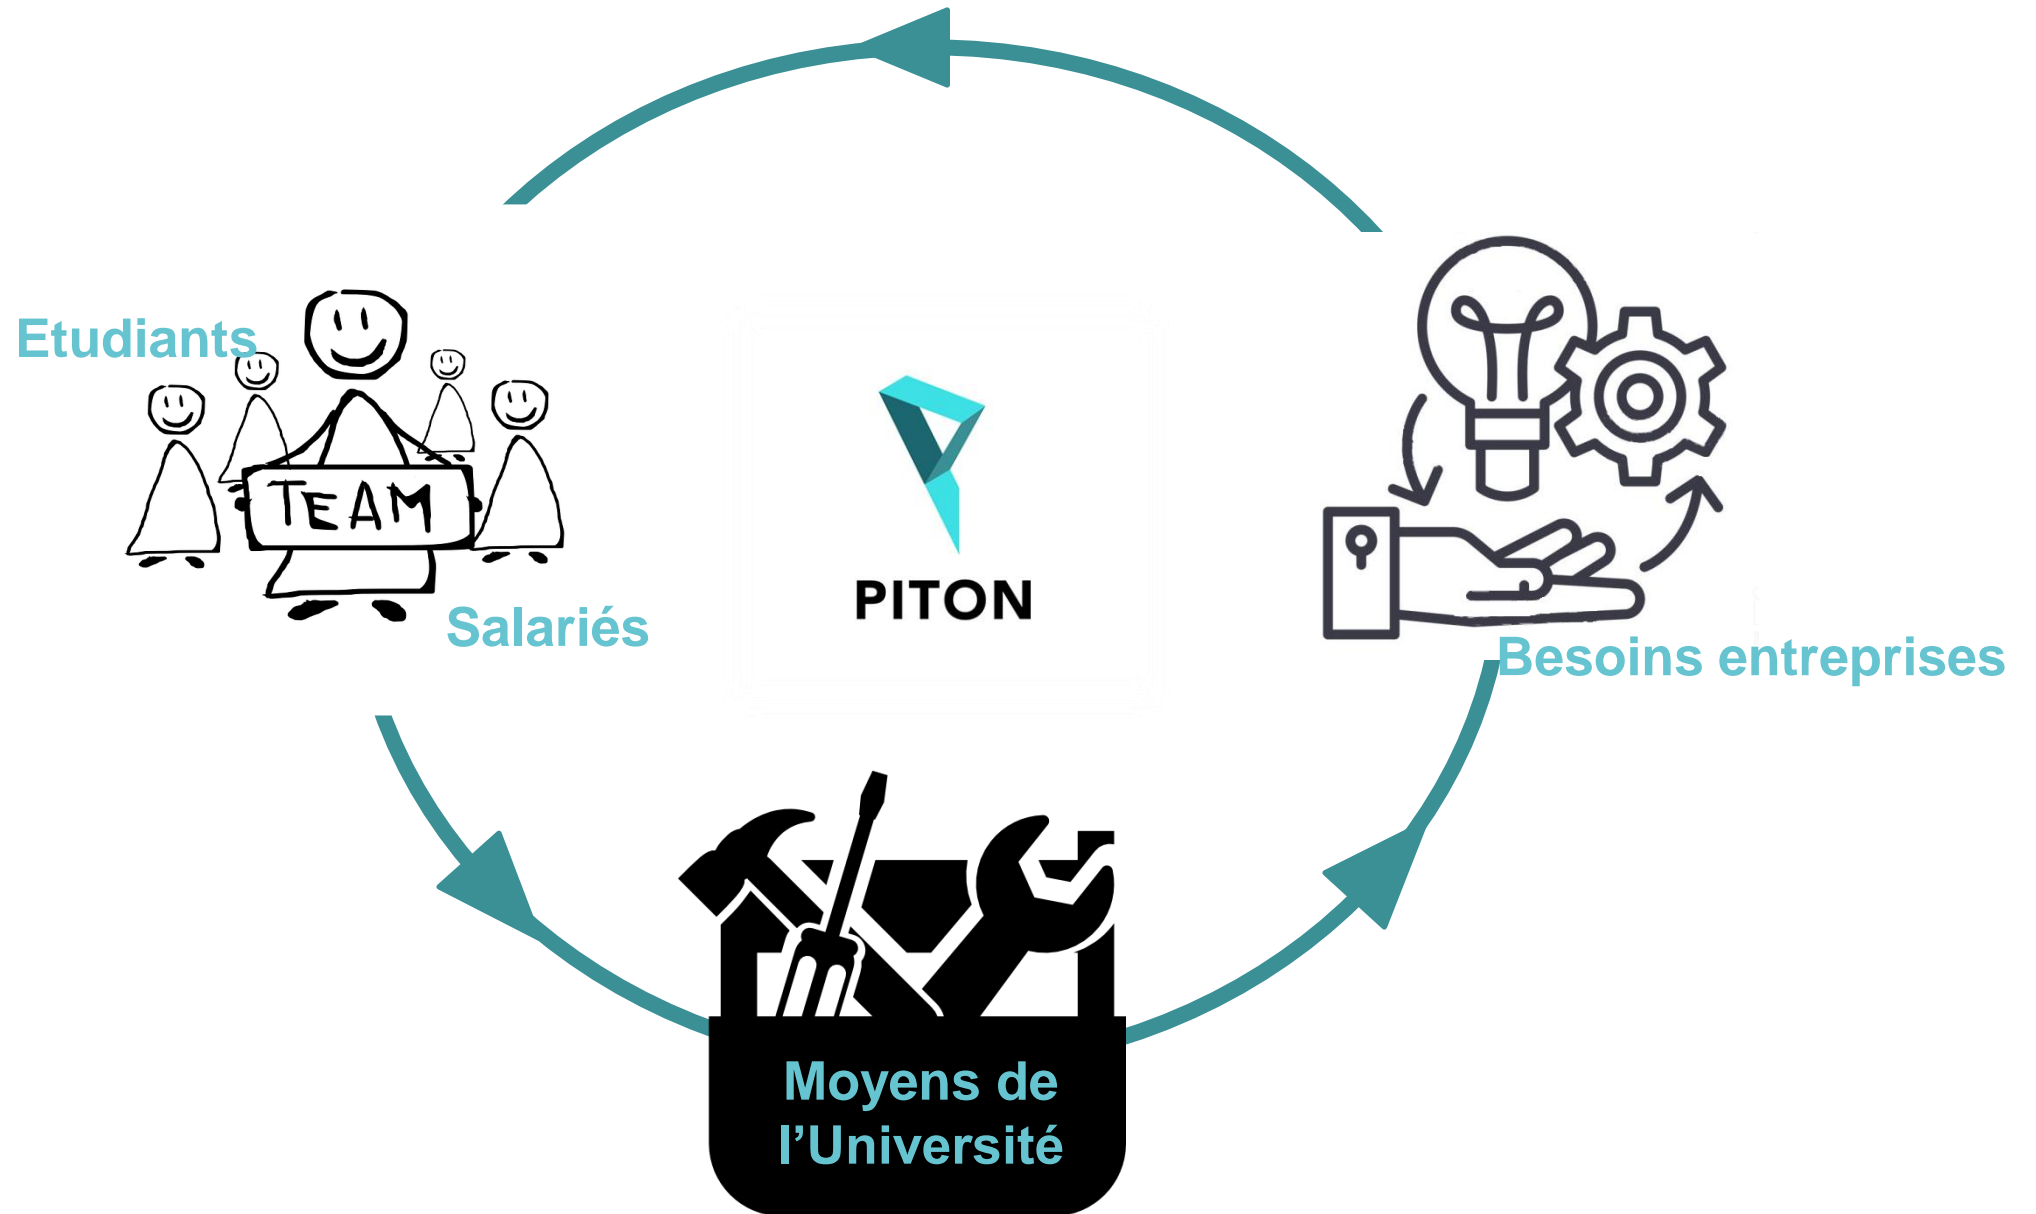 Etudiants
TEAM
Salariés
PITON
Besoins entreprises
Moyens de
l’Université